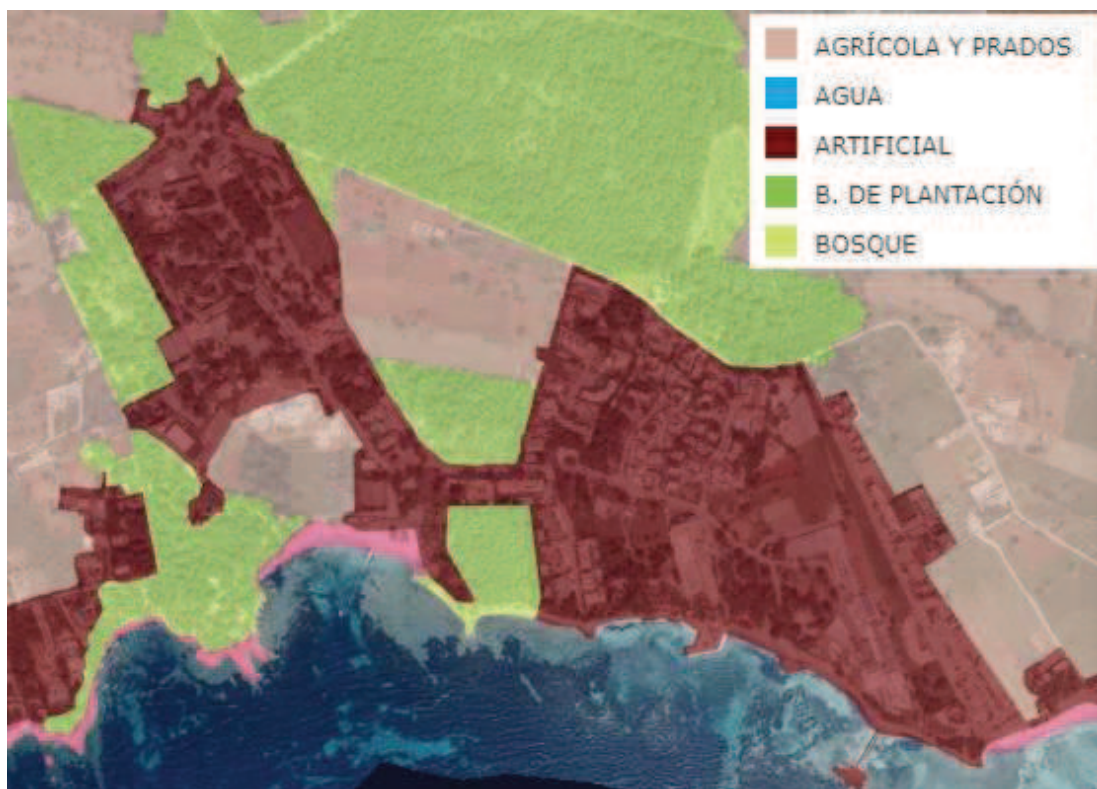 AGRÍCOLA Y PRADOS
AGUA
ARTIFICIAL
B. DE PLANTACIÓN
BOSQUE